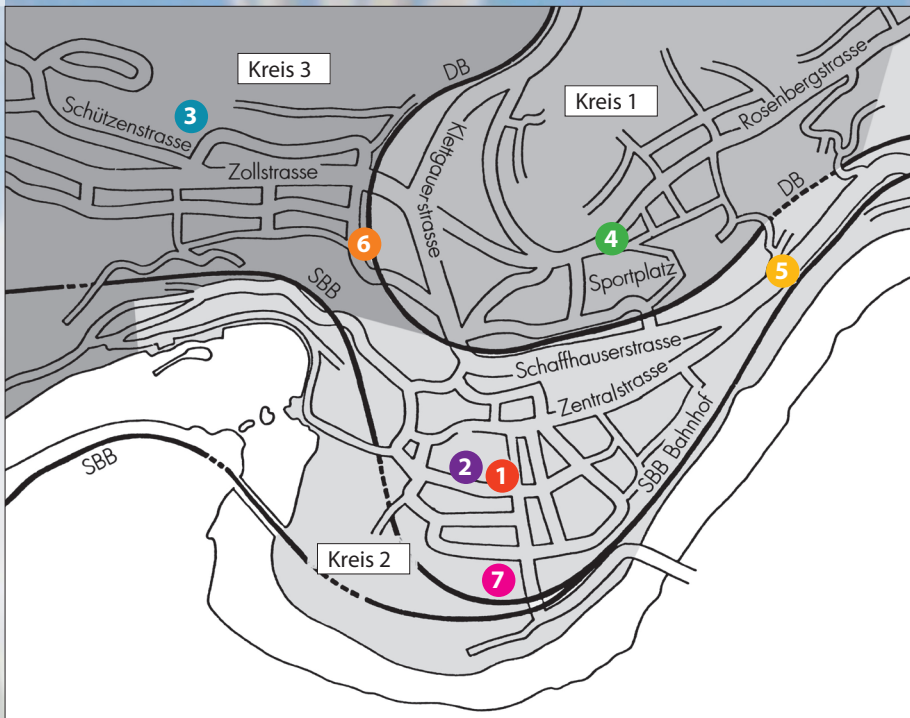 Kreis 3
DB
Kreis 1
Rosenbergstrasse
Schützenstrasse
3
Klettgauerstrasse
Zollstrasse
DB
6
4
SBB
Sportplatz
5
Schaffhauserstrasse
Zentralstrasse
SBB Bahnhof
SBB
2
1
Kreis 2
7